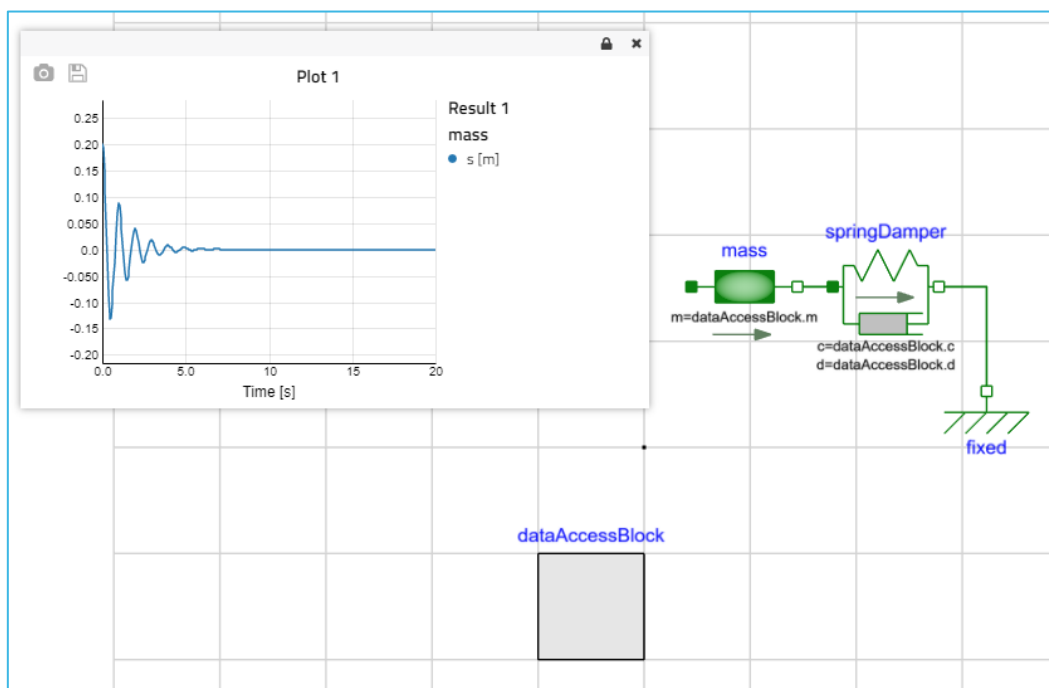 Plot 1
0.25
0.20
0.15
0.10
0.050
0.0
-0.050
-0.10
-0.15
-0.20
0.0 5.0 10 15 20
Time [s]
Result 1
mass
s [m]
mass
m=dataAccessBlock.m
springDamper
c=dataAccessBlock.c
d=dataAccessBlock.d
fixed
dataAccessBlock